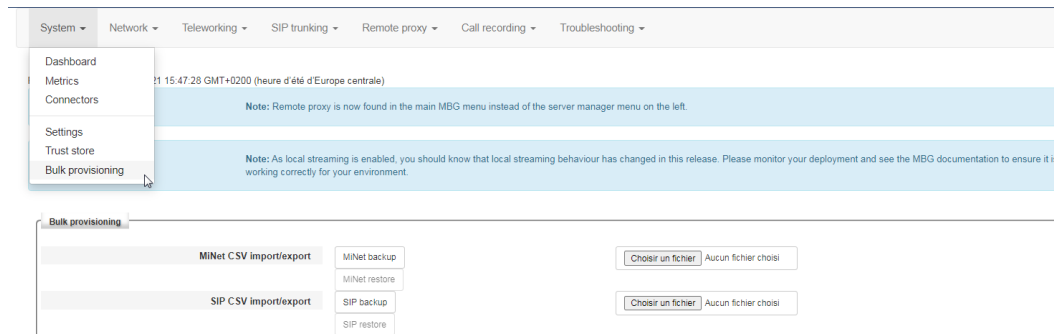 System Network Teleworking SIP trunking Remote proxy Call recording Troubleshooting
Dashboard
Metrics
21 15:47:28 GMT+0200 (heure d'été d'Europe centrale)
Connectors
Note: Remote proxy is now found in the main MBG menu instead of the server manager menu on the left.
Settings
Trust store
Bulk provisioning
Note: As local streaming is enabled, you should know that local streaming behaviour has changed in this release. Please monitor your deployment and see the MBG documentation to ensure it i
working correctly for your environment.
Bulk provisioning
MiNet CSV import/export MiNet backup Choisir un fichier Aucun fichier choisi
MiNet restore
SIP CSV import/export SIP backup Choisir un fichier Aucun fichier choisi
SIP restore